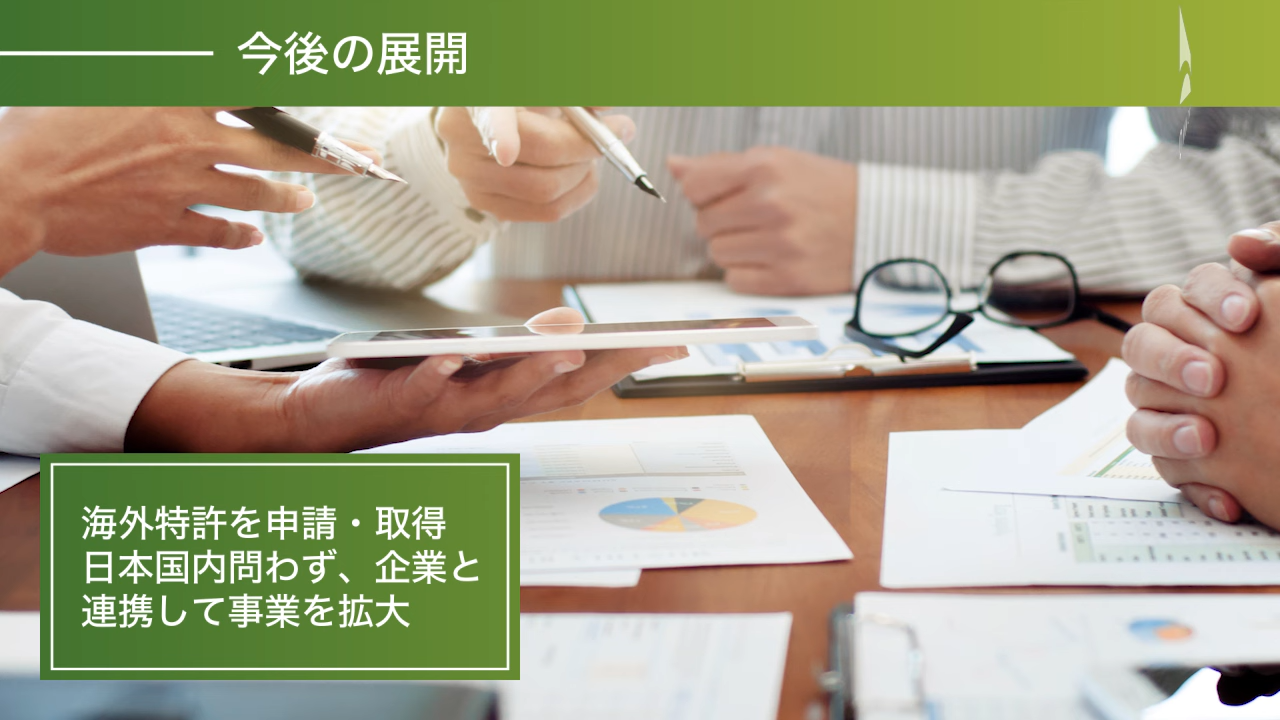 今後の展開
海外特許を申請・取得
日本国内問わず、企業と
連携して事業を拡大